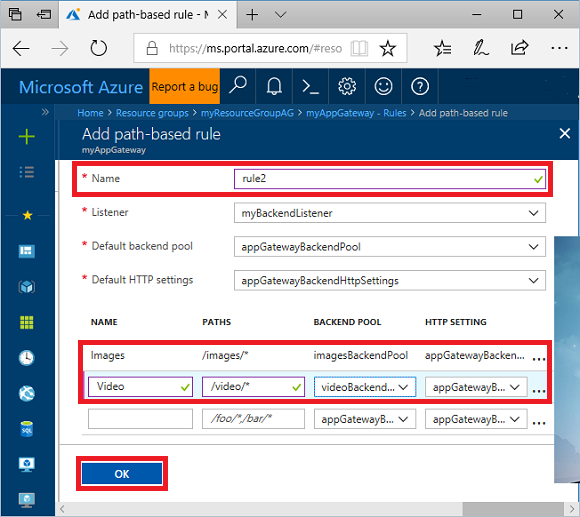 Add path-based rule - M
https://ms.portal.azure.com/#reso
Microsoft Azure Report a bug
Home > Resource groups > myResourceGroupAG > myAppGateway - Rules > Add path-based rule
Add path-based rule
myAppGateway
* Name rule2
* Listener myBackendListener
* Default backend pool appGatewayBackendPool
* Default HTTP settings appGatewayBackendHttpSettings
NAME PATHS BACKEND POOL HTTP SETTING
Images /images/* imagesBackendPool appGatewayBacken... ...
Video /video/* videoBackend... appGatewayB... ...
/foo/*,/bar/* appGatewayB... appGatewayB... ...
OK
SQL